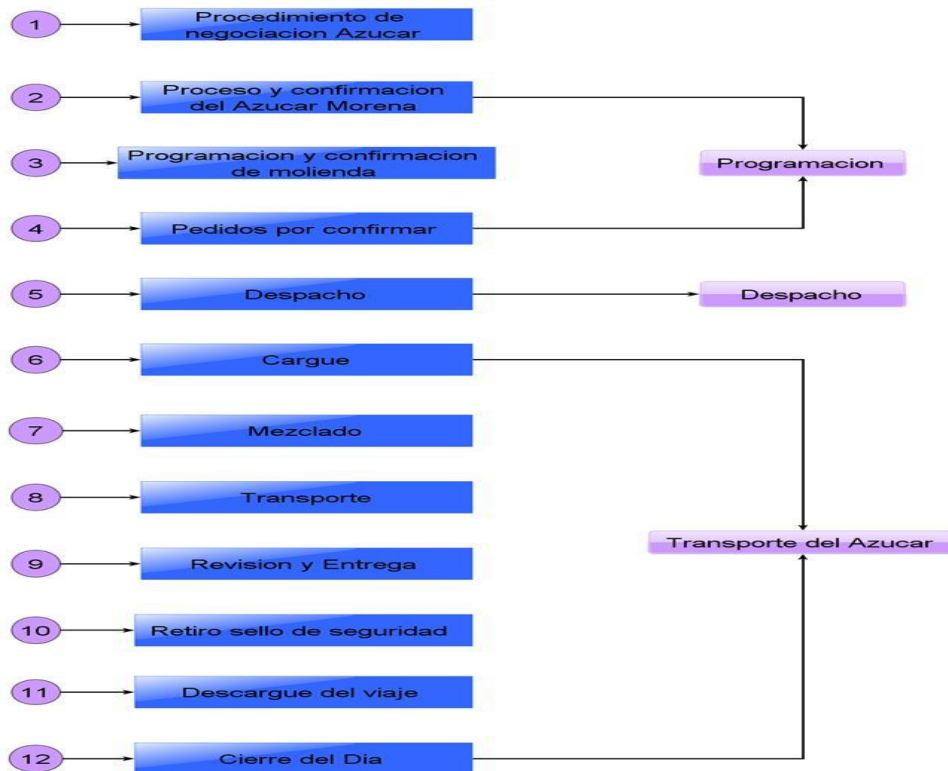 1
Procedimiento de
negociacion Azucar
2
Proceso y confirmacion
del Azucar Morena
3
Programacion y confirmacion
de molienda
Programacion
4
Pedidos por confirmar
5
Despacho
Despacho
6
Cargue
7
Mezclado
8
Transporte
Transporte del Azucar
9
Revision y Entrega
10
Retiro sello de seguridad
11
Descargue del viaje
12
Cierre del Dia